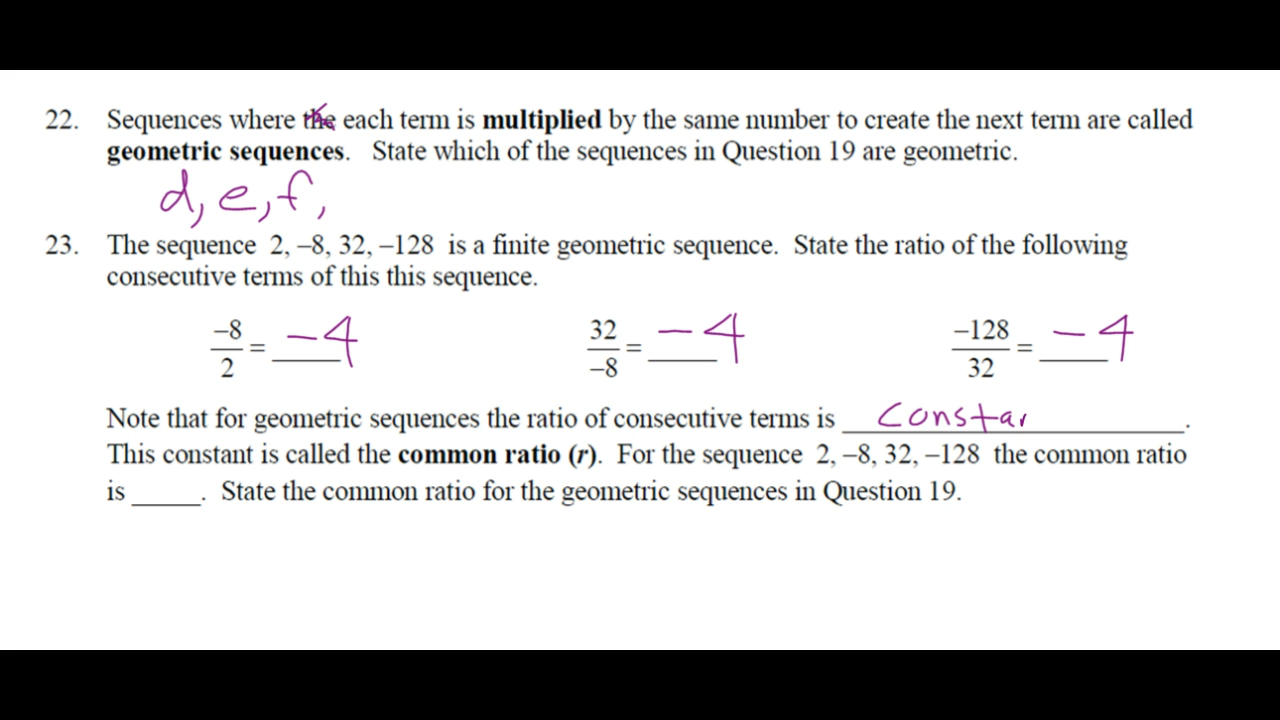 22. Sequences where the each term is multiplied by the same number to create the next term are called
geometric sequences. State which of the sequences in Question 19 are geometric.
d, e, f,
23. The sequence 2, –8, 32, –128 is a finite geometric sequence. State the ratio of the following
consecutive terms of this this sequence.
–8/2 = –4 32/–8 = –4 –128/32 = –4
Note that for geometric sequences the ratio of consecutive terms is constar.
This constant is called the common ratio (r). For the sequence 2, –8, 32, –128 the common ratio
is _____. State the common ratio for the geometric sequences in Question 19.